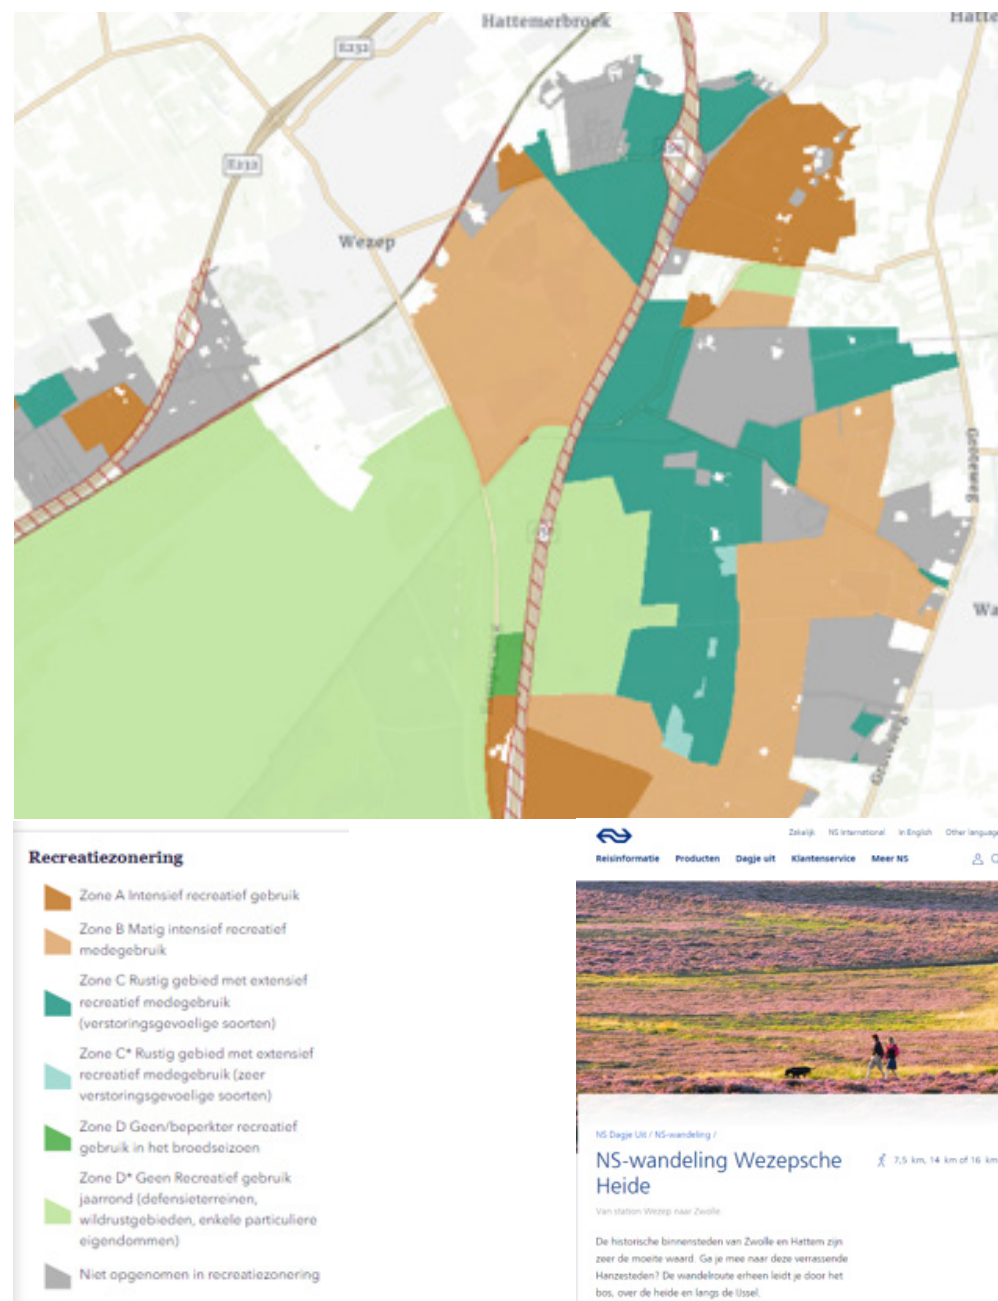 Hattemerbroek
Hatte
E232
E232
Wezep
Groteweg
Wa
Recreatiezonering
Zone A Intensief recreatief gebruik
Zone B Matig intensief recreatief
medegebruik
Zone C Rustig gebied met extensief
recreatief medegebruik
(verstoringsgevoelige soorten)
Zone C* Rustig gebied met extensief
recreatief medegebruik (zeer
verstoringsgevoelige soorten)
Zone D Geen/beperkter recreatief
gebruik in het broedseizoen
Zone D* Geen Recreatief gebruik
jaarrond (defensieterreinen,
wildrustgebieden, enkele particuliere
eigendommen)
Niet opgenomen in recreatiezonering
Zakelijk NS International In English Other language
Reisinformatie Producten Dagje uit Klantenservice Meer NS
NS Dagje Uit / NS-wandeling /
NS-wandeling Wezepsche
Heide
7,5 km, 14 km of 16 km
Van station Wezep naar Zwolle
De historische binnensteden van Zwolle en Hattem zijn
zeer de moeite waard. Ga je mee naar deze verrassende
Hanzesteden? De wandelroute erheen leidt je door het
bos, over de heide en langs de IJssel.